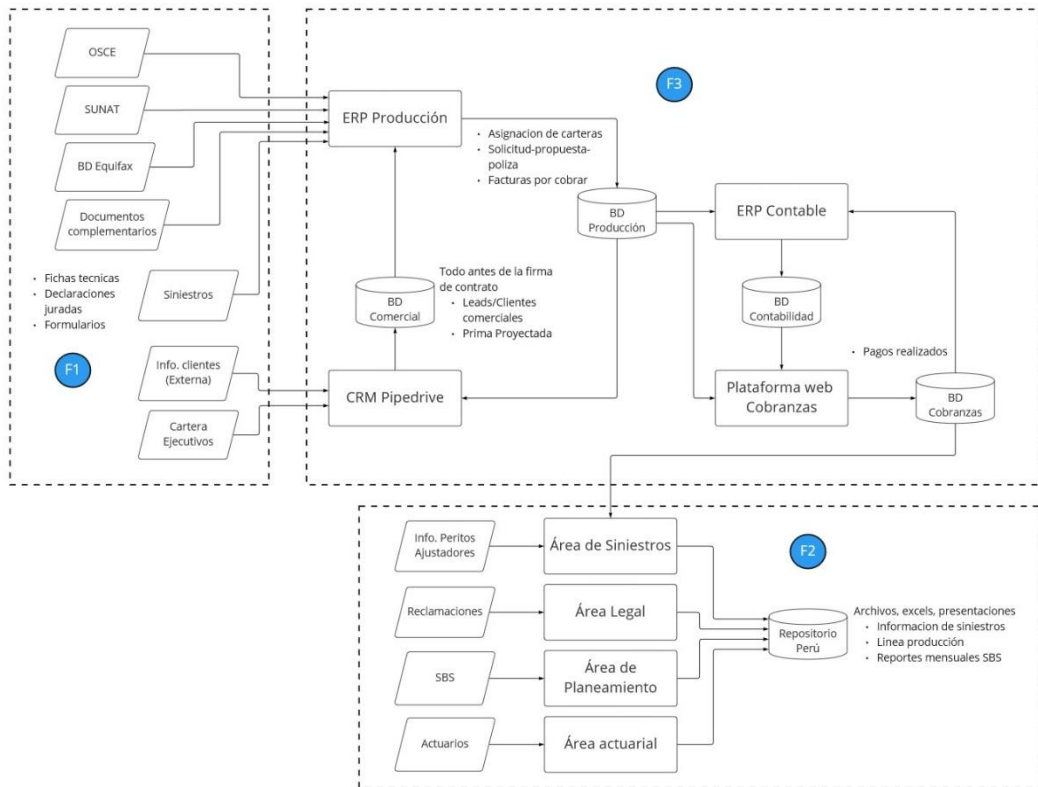 OSCE
SUNAT
BD Equifax
Documentos
complementarios
• Fichas tecnicas
• Declaraciones
juradas
• Formularios
Siniestros
F1
Info. clientes
(Externa)
Cartera
Ejecutivos
F3
ERP Producción
• Asignacion de carteras
• Solicitud-propuesta-
poliza
• Facturas por cobrar
BD
Producción
ERP Contable
BD
Comercial
Todo antes de la firma
de contrato
• Leads/Clientes
comerciales
• Prima Proyectada
BD
Contabilidad
• Pagos realizados
CRM Pipedrive
Plataforma web
Cobranzas
BD
Cobranzas
Info. Peritos
Ajustadores
Área de Siniestros
F2
Reclamaciones
Área Legal
Repositorio
Perú
Archivos, excels, presentaciones
• Informacion de siniestros
• Linea producción
• Reportes mensuales SBS
SBS
Área de
Planeamiento
Actuarios
Área actuarial